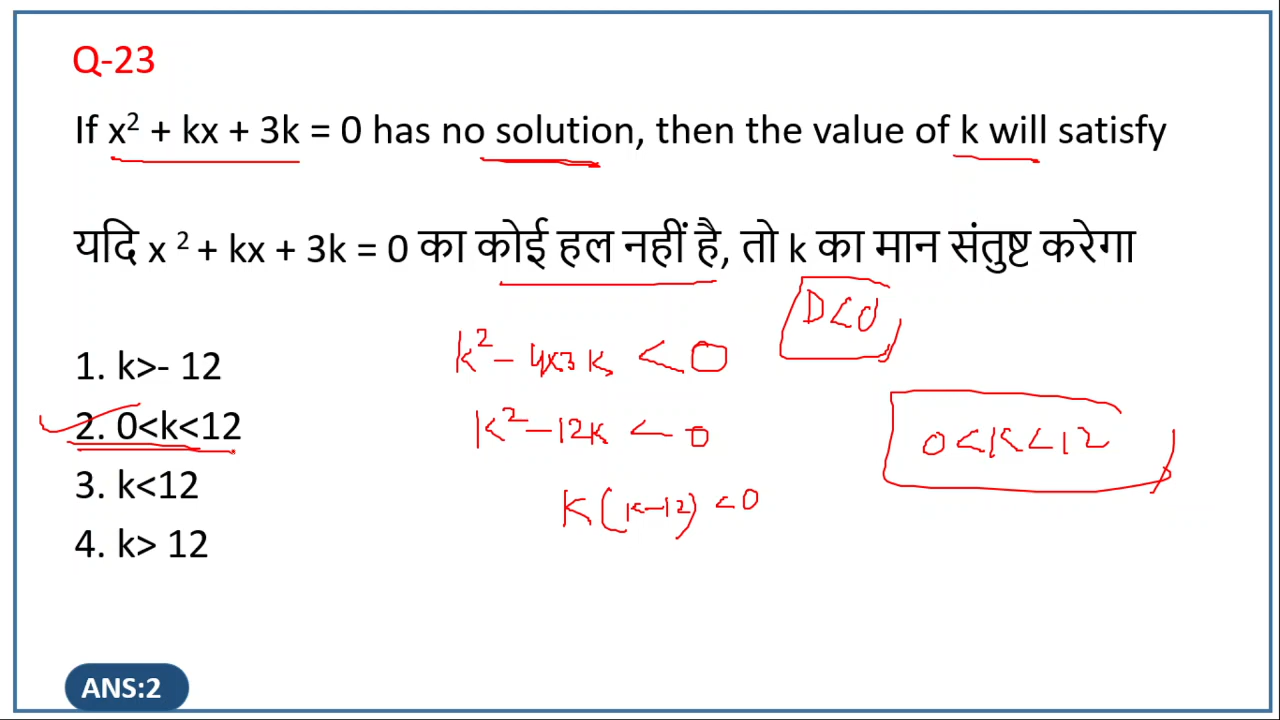 Q-23
If x² + kx + 3k = 0 has no solution, then the value of k will satisfy
यदि x ² + kx + 3k = 0 का कोई हल नहीं है, तो k का मान संतुष्ट करेगा
D<0
1. k>- 12
k² - 4x3 k < 0
2. 0<k<12
k² - 12k < 0
0 < k < 12
3. k<12
k (k-12) < 0
4. k> 12
ANS:2